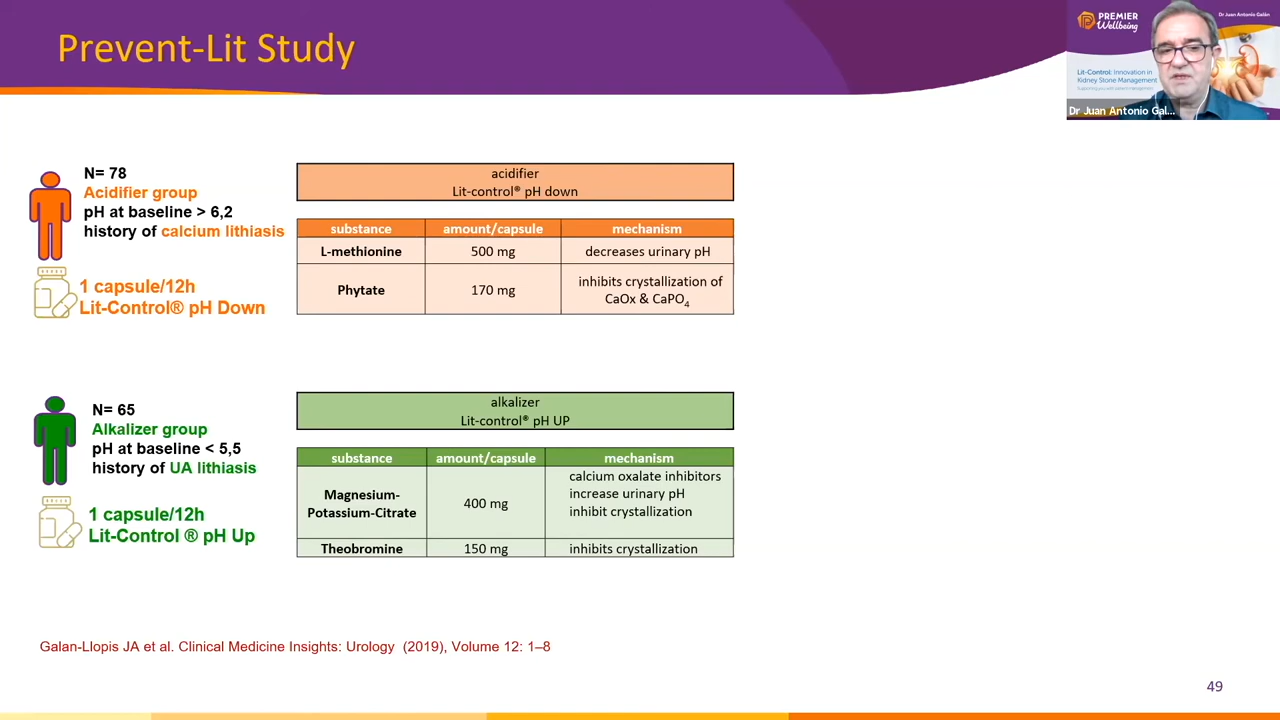 Prevent-Lit Study
PREMIER
Wellbeing
Dr Juan Antonio Galán
Lit-Control: Innovation in
Kidney Stone Management
Dr Juan Antonio Gal...
N= 78
Acidifier group
pH at baseline > 6,2
history of calcium lithiasis
1 capsule/12h
Lit-Control® pH Down
acidifier
Lit-control® pH down
substance amount/capsule mechanism
L-methionine 500 mg decreases urinary pH
Phytate 170 mg inhibits crystallization of
CaOx & CaPO4
N= 65
Alkalizer group
pH at baseline < 5,5
history of UA lithiasis
1 capsule/12h
Lit-Control ® pH Up
alkalizer
Lit-control® pH UP
substance amount/capsule mechanism
Magnesium-
Potassium-Citrate
400 mg
calcium oxalate inhibitors
increase urinary pH
inhibit crystallization
Theobromine 150 mg inhibits crystallization
Galan-Llopis JA et al. Clinical Medicine Insights: Urology (2019), Volume 12: 1–8
49